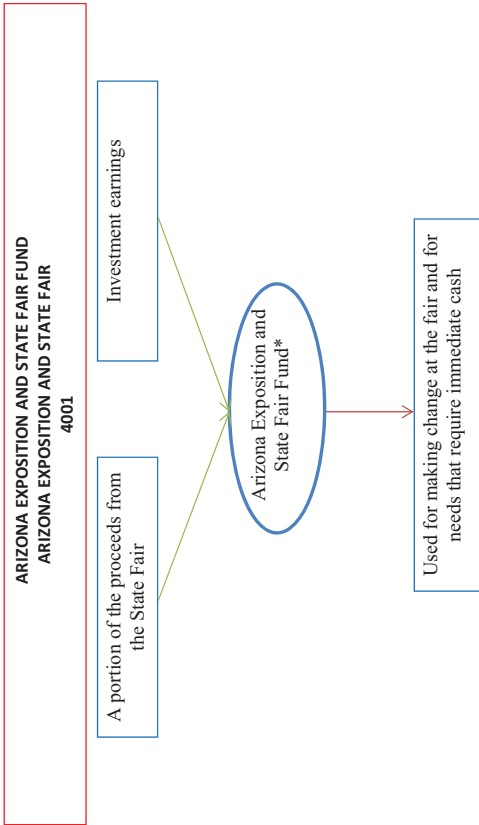 ARIZONA EXPOSITION AND STATE FAIR FUND
ARIZONA EXPOSITION AND STATE FAIR
4001
A portion of the proceeds from
the State Fair
Investment earnings
Arizona Exposition and
State Fair Fund*
Used for making change at the fair and for
needs that require immediate cash